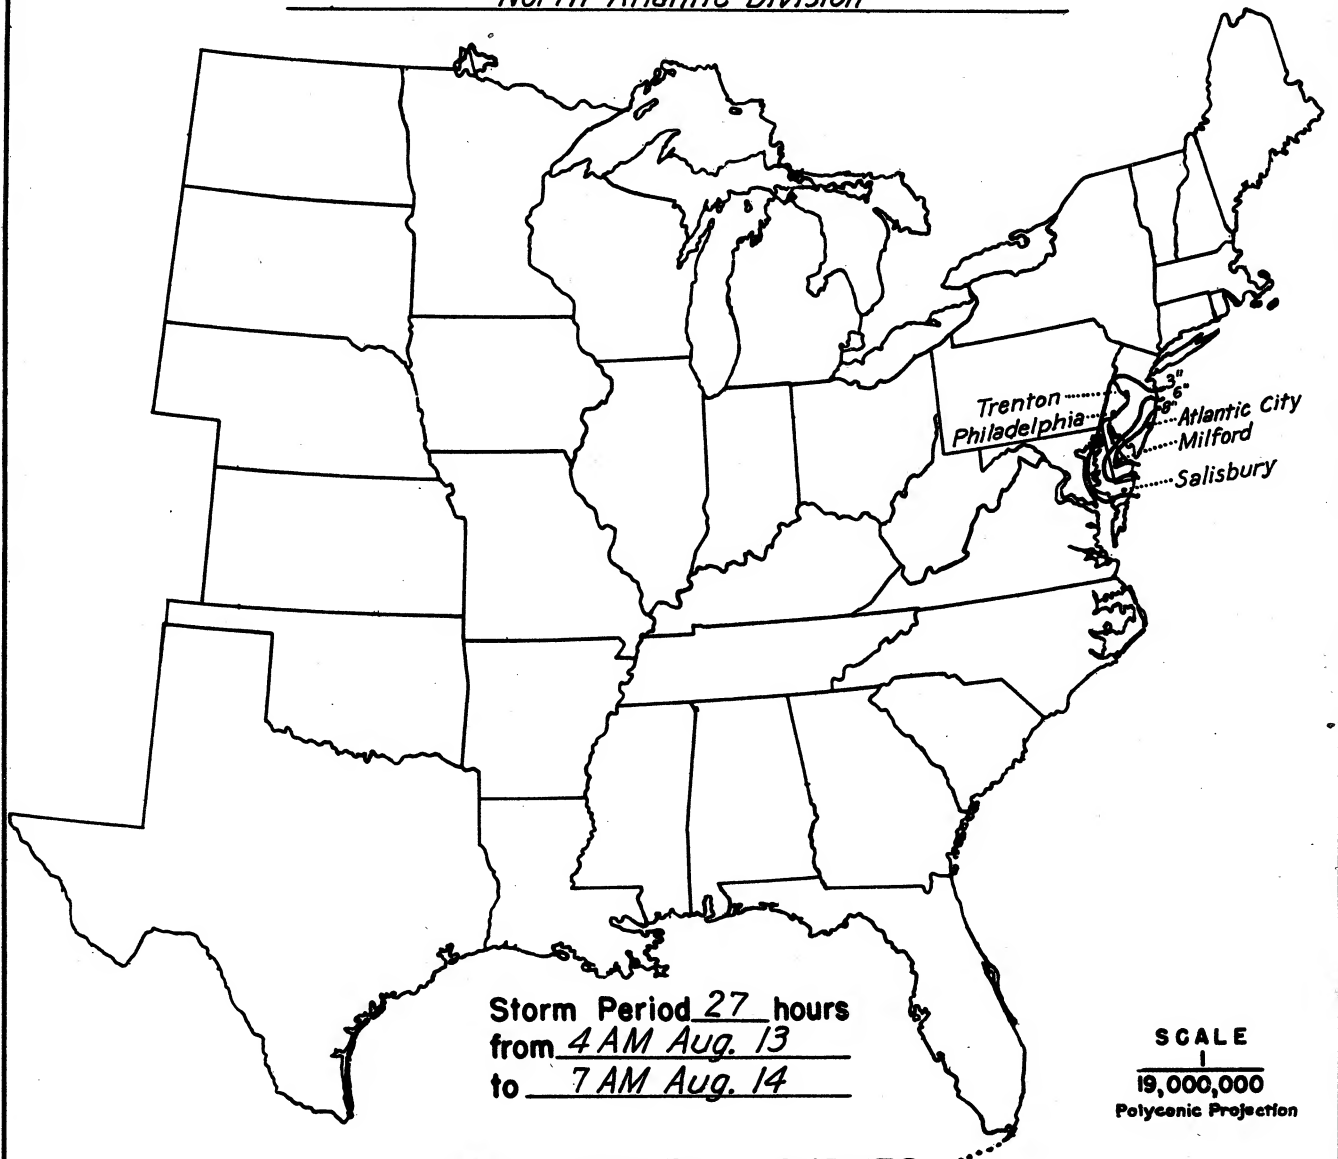 North Atlantic Division
3"
6"
8"
Trenton
Philadelphia
Atlantic City
Milford
Salisbury
Storm Period 27 hours
from 4 AM Aug. 13
to 7 AM Aug. 14
SCALE
1
19,000,000
Polyconic Projection